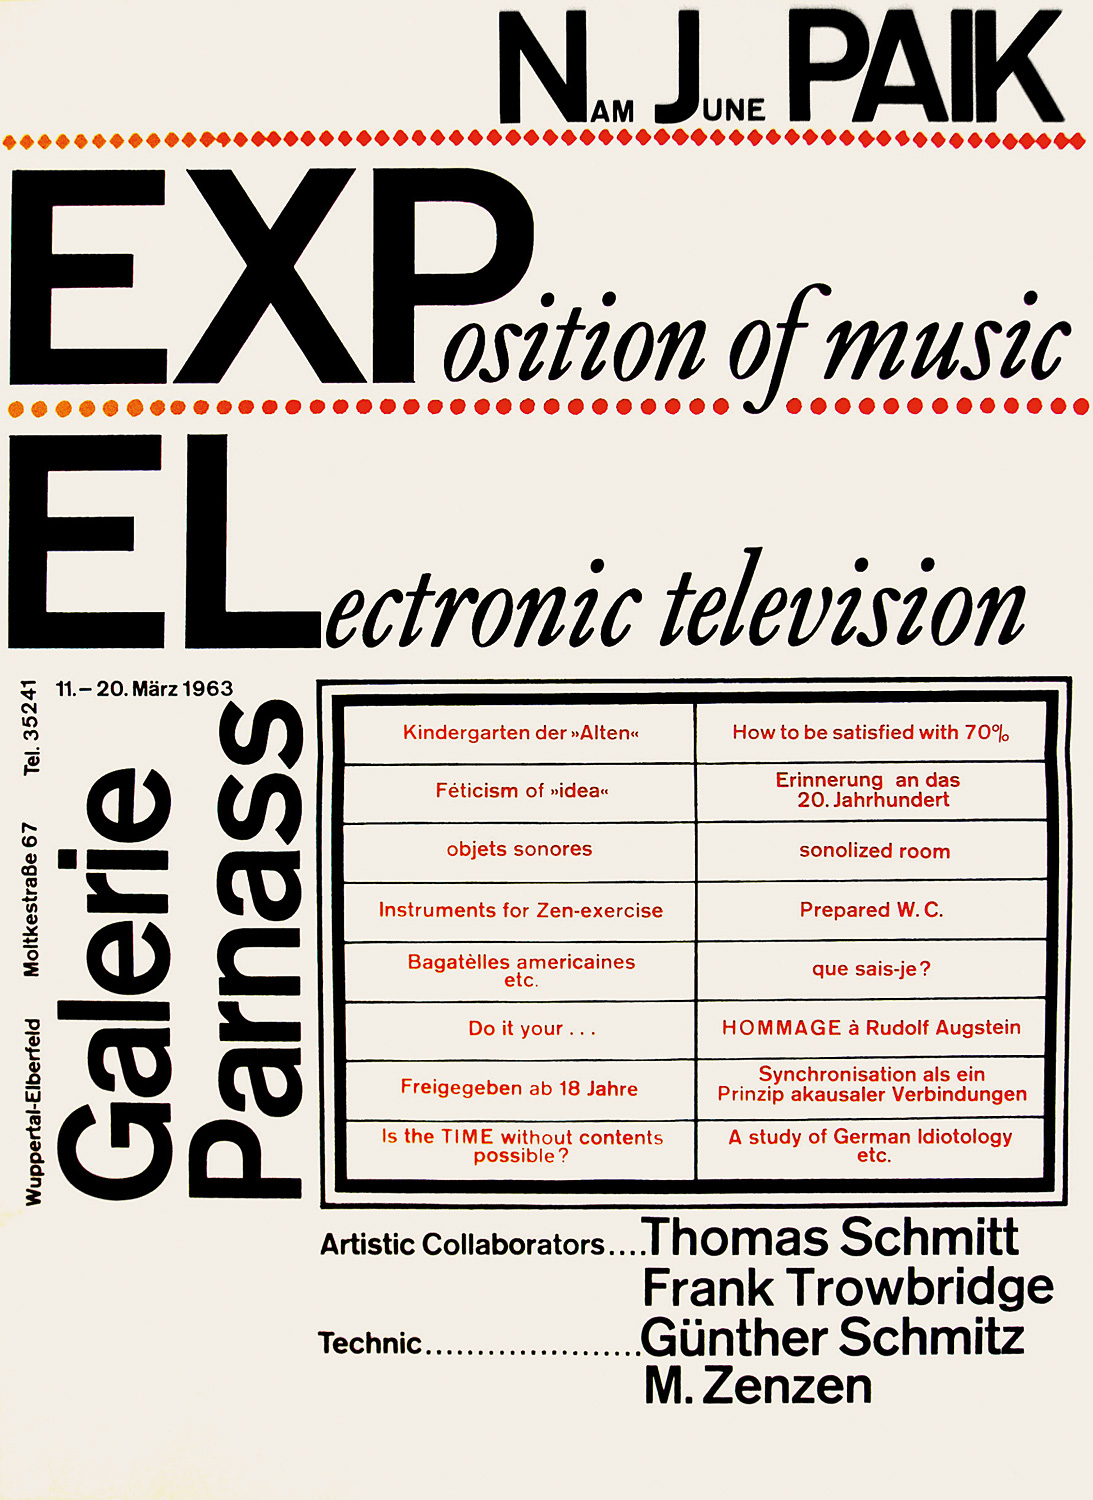 NAM JUNE PAIK
EXPosition of music
ELectronic television
11.– 20. März 1963
Galerie
Parnass
Wuppertal-Elberfeld Moltkestraße 67 Tel. 35241
Kindergarten der »Alten«
How to be satisfied with 70%
Féticism of »idea«
Erinnerung an das
20. Jahrhundert
objets sonores
sonolized room
Instruments for Zen-exercise
Prepared W. C.
Bagatèlles americaines
etc.
que sais-je?
Do it your . . .
HOMMAGE à Rudolf Augstein
Freigegeben ab 18 Jahre
Synchronisation als ein
Prinzip akausaler Verbindungen
Is the TIME without contents
possible?
A study of German Idiotology
etc.
Artistic Collaborators....Thomas Schmitt
Frank Trowbridge
Technic.....................Günther Schmitz
M. Zenzen